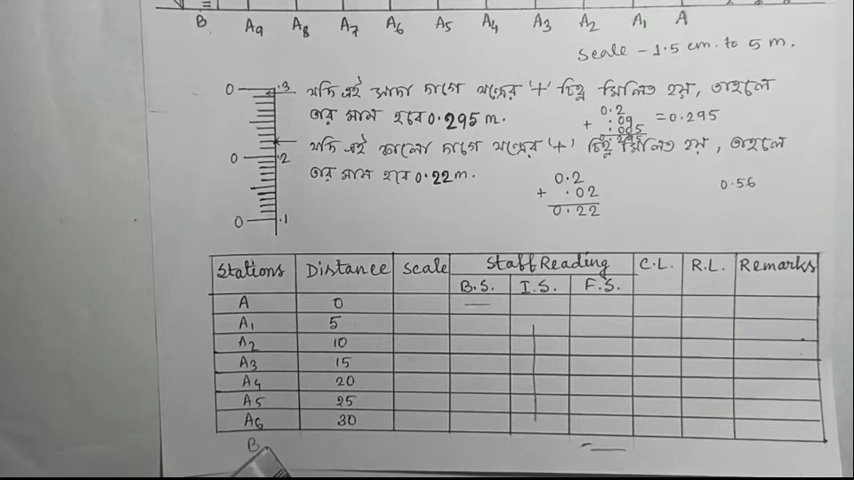 B A9 A8 A7 A6 A5 A4 A3 A2 A1 A
Scale - 1.5 cm. to 5 m.
0 .3 যদি এই সাদা দাগে যন্ত্রের '+' চিহ্ন মিলিত হয়, তাহলে
তার মান হবে 0.295 m.
0.2
+ .09
.005
0.295
= 0.295
0 .2 যদি এই কালো দাগে যন্ত্রের '+' চিহ্ন মিলিত হয়, তাহলে
তার মান হবে 0.22 m.
0.2
+ .02
0.22
0.56
0 .1
Stations Distance Scale Staff Reading C.L. R.L. Remarks
B.S. I.S. F.S.
A 0
A1 5
A2 10
A3 15
A4 20
A5 25
A6 30
B